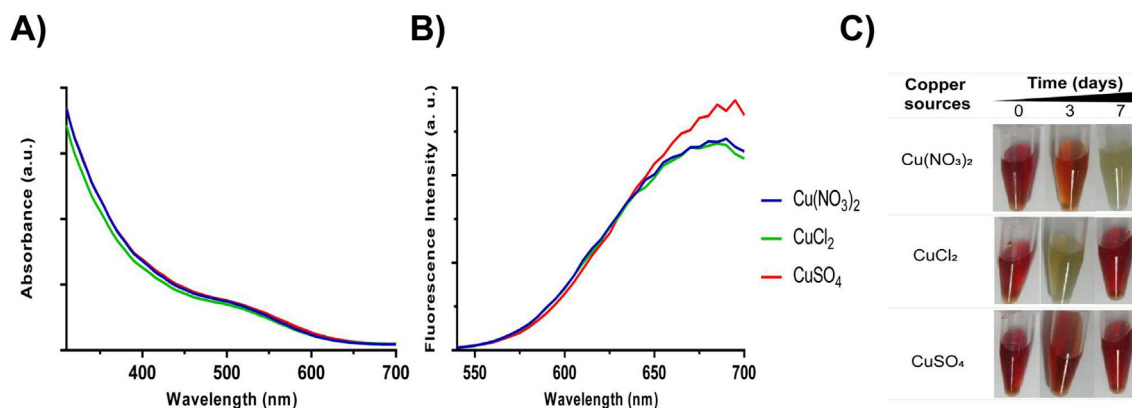 A)
B)
C)
Absorbance (a.u.)
400
500
600
700
Wavelength (nm)
Fluorescence Intensity (a. u.)
550
600
650
700
Wavelength (nm)
Cu(NO₃)₂
CuCl₂
CuSO₄
Copper
sources
Time (days)
0 3 7
Cu(NO₃)₂
CuCl₂
CuSO₄